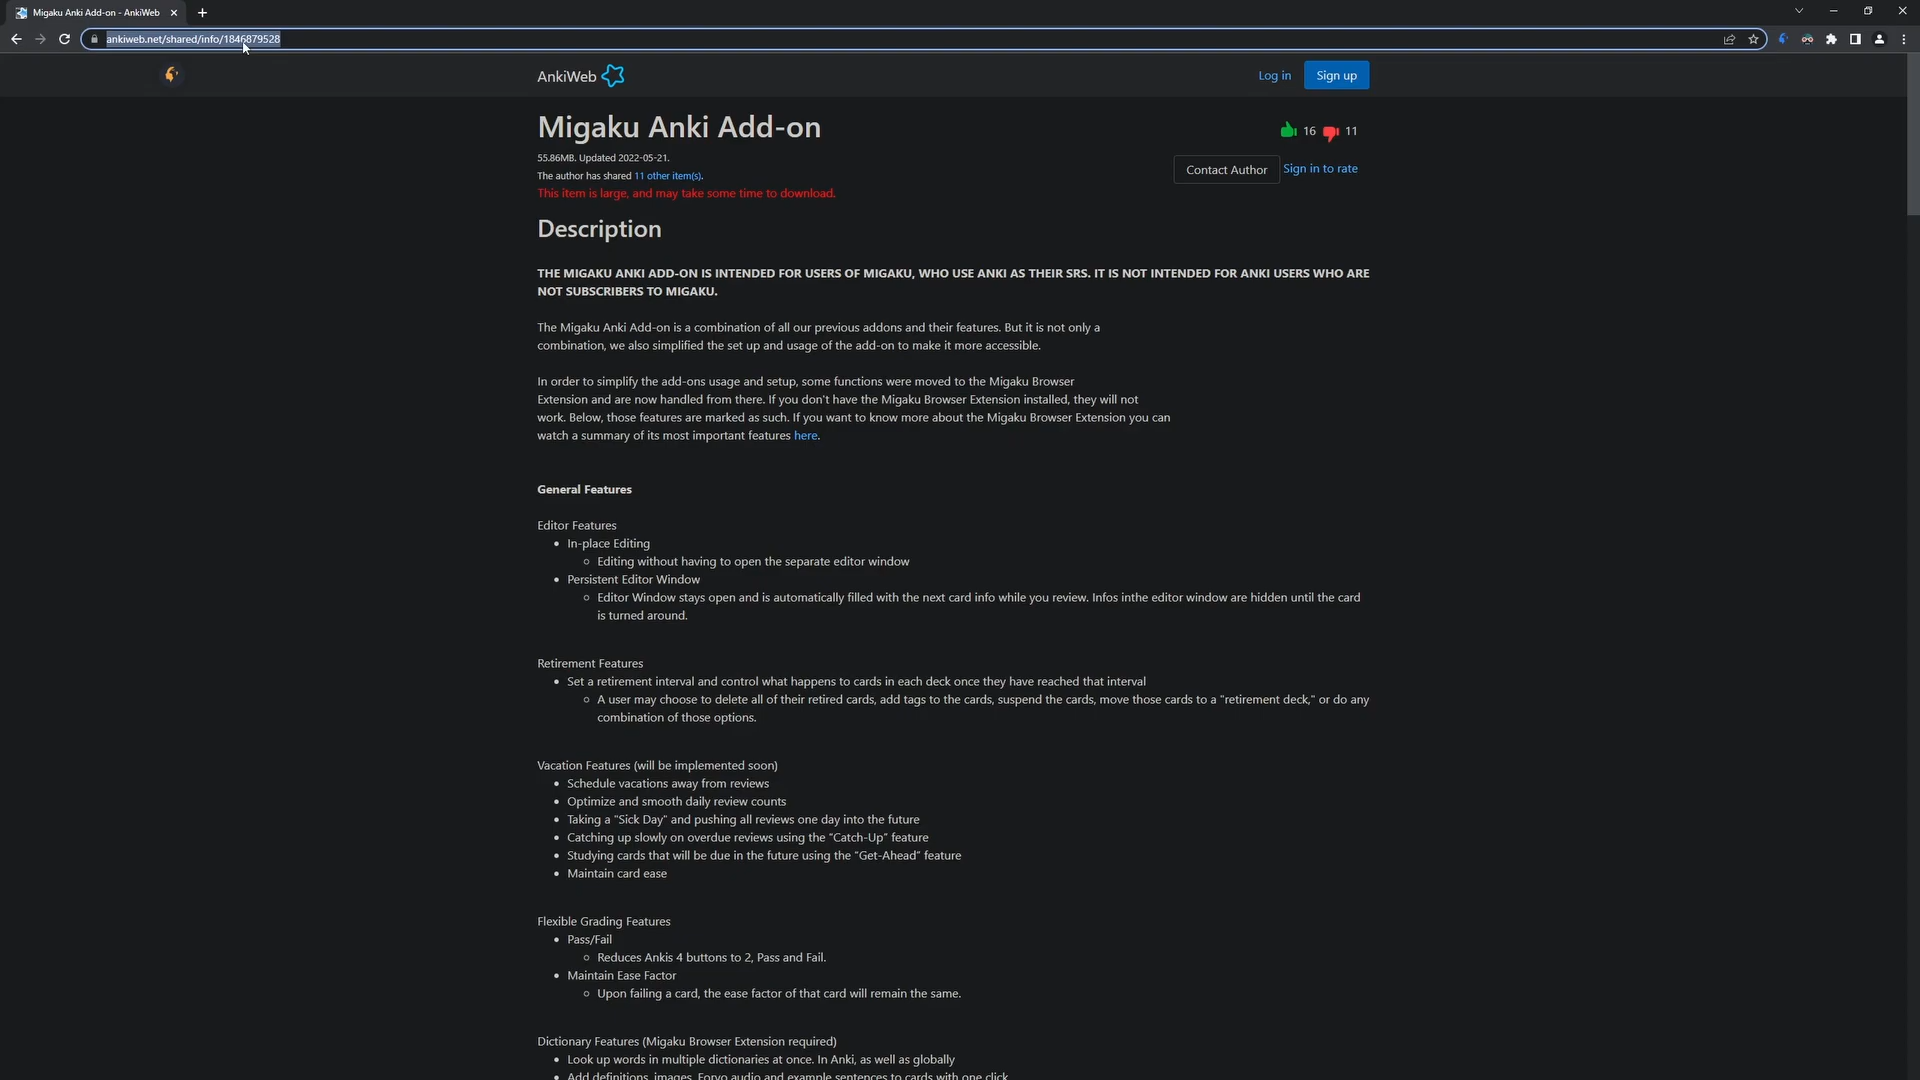 Migaku Anki Add-on - AnkiWeb
ankiweb.net/shared/info/1846879528
AnkiWeb
Log in
Sign up
Migaku Anki Add-on
16
11
55.86MB. Updated 2022-05-21.
The author has shared 11 other item(s).
Contact Author
Sign in to rate
This item is large, and may take some time to download.
Description
THE MIGAKU ANKI ADD-ON IS INTENDED FOR USERS OF MIGAKU, WHO USE ANKI AS THEIR SRS. IT IS NOT INTENDED FOR ANKI USERS WHO ARE
NOT SUBSCRIBERS TO MIGAKU.
The Migaku Anki Add-on is a combination of all our previous addons and their features. But it is not only a
combination, we also simplified the set up and usage of the add-on to make it more accessible.
In order to simplify the add-ons usage and setup, some functions were moved to the Migaku Browser
Extension and are now handled from there. If you don't have the Migaku Browser Extension installed, they will not
work. Below, those features are marked as such. If you want to know more about the Migaku Browser Extension you can
watch a summary of its most important features here.
General Features
Editor Features
• In-place Editing
○ Editing without having to open the separate editor window
• Persistent Editor Window
○ Editor Window stays open and is automatically filled with the next card info while you review. Infos inthe editor window are hidden until the card
is turned around.
Retirement Features
• Set a retirement interval and control what happens to cards in each deck once they have reached that interval
○ A user may choose to delete all of their retired cards, add tags to the cards, suspend the cards, move those cards to a "retirement deck," or do any
combination of those options.
Vacation Features (will be implemented soon)
• Schedule vacations away from reviews
• Optimize and smooth daily review counts
• Taking a "Sick Day" and pushing all reviews one day into the future
• Catching up slowly on overdue reviews using the “Catch-Up” feature
• Studying cards that will be due in the future using the “Get-Ahead” feature
• Maintain card ease
Flexible Grading Features
• Pass/Fail
○ Reduces Ankis 4 buttons to 2, Pass and Fail.
• Maintain Ease Factor
○ Upon failing a card, the ease factor of that card will remain the same.
Dictionary Features (Migaku Browser Extension required)
• Look up words in multiple dictionaries at once. In Anki, as well as globally
• Add definitions, images, Forvo audio and example sentences to cards with one click